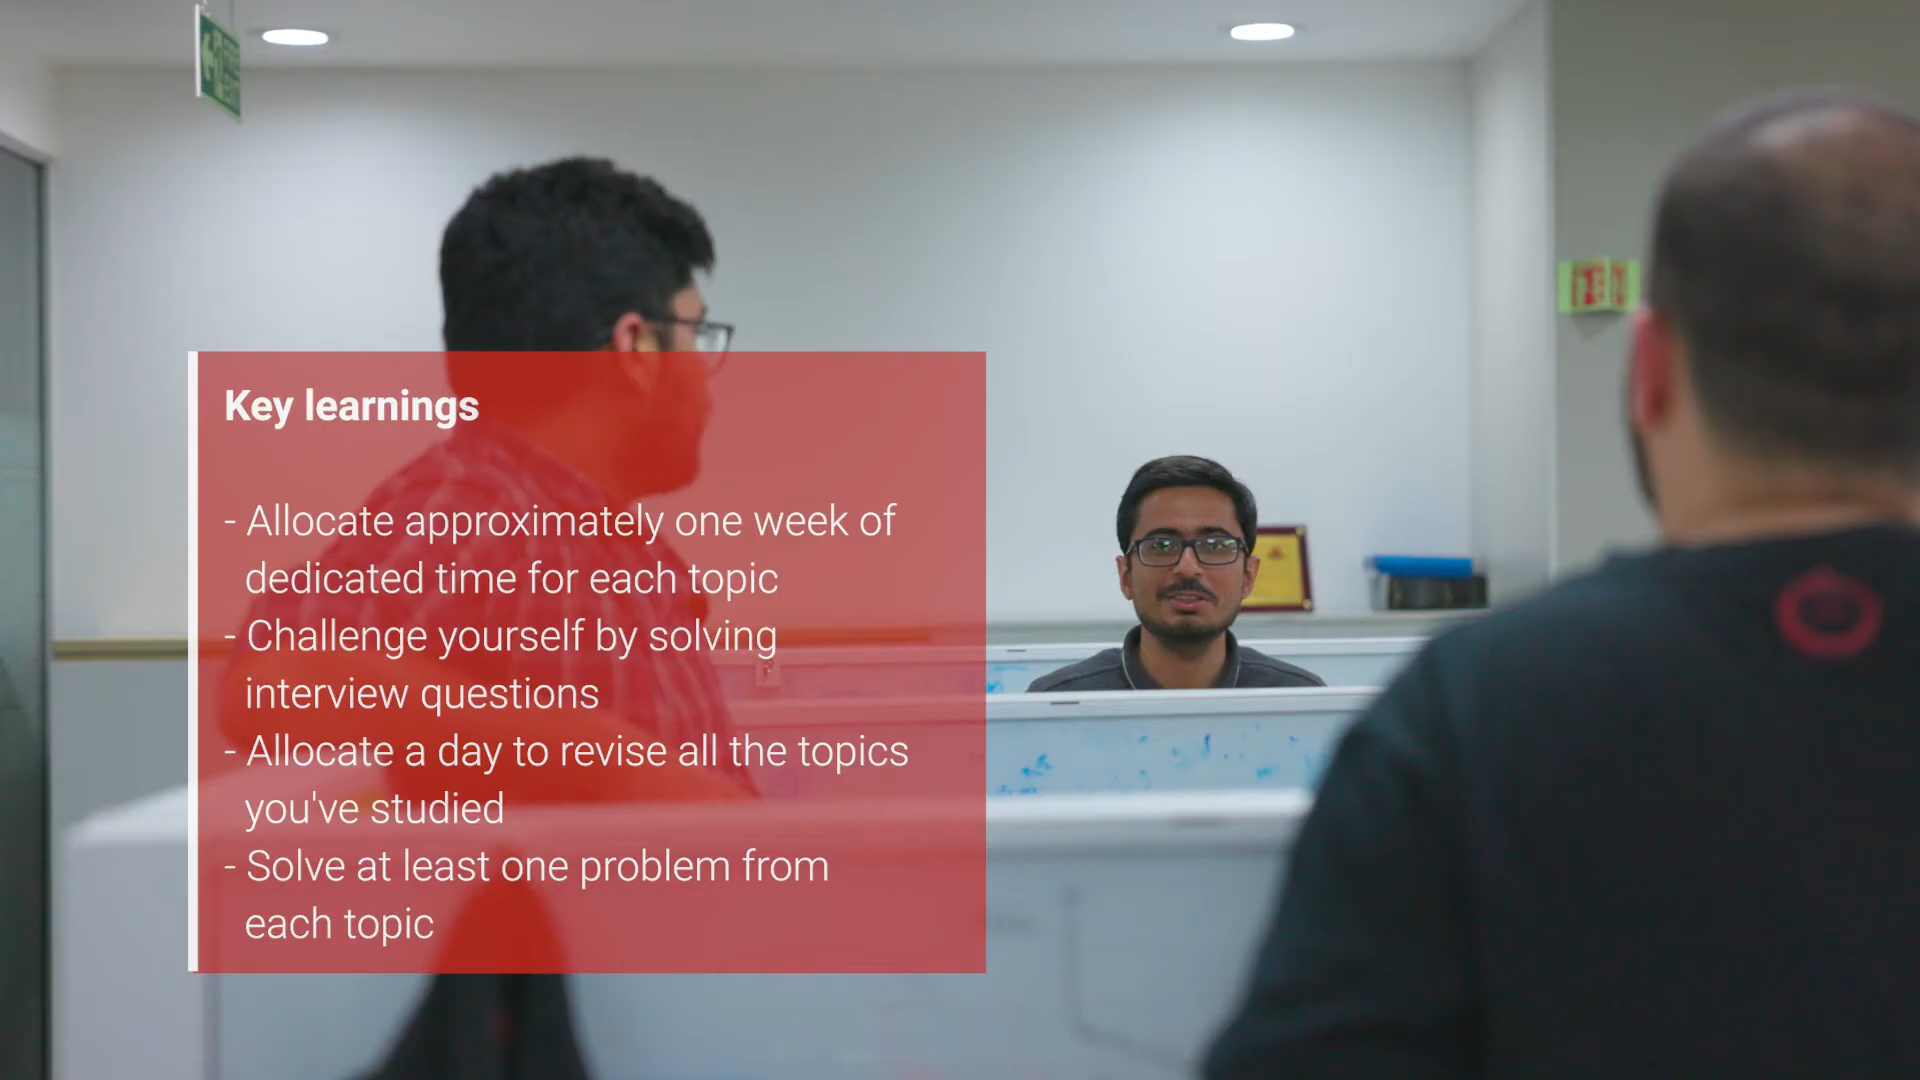 Key learnings
- Allocate approximately one week of
dedicated time for each topic
- Challenge yourself by solving
interview questions
- Allocate a day to revise all the topics
you've studied
- Solve at least one problem from
each topic